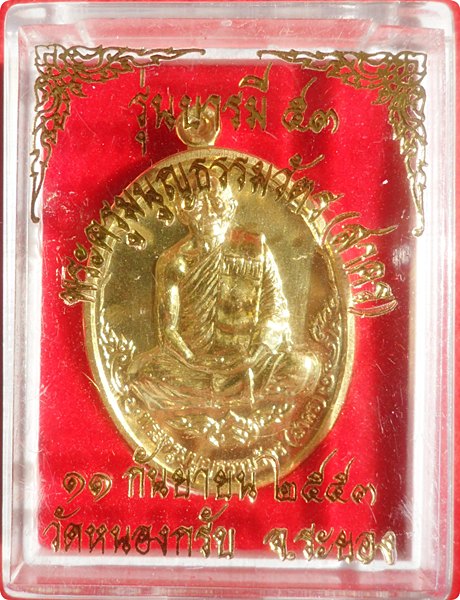 รุ่นบารมี ๕๓
พระครูมนูญธรรมวัตร (สาคร)
๑๑ กันยายน ๒๕๕๓
วัดหนองกรับ จ.ระยอง